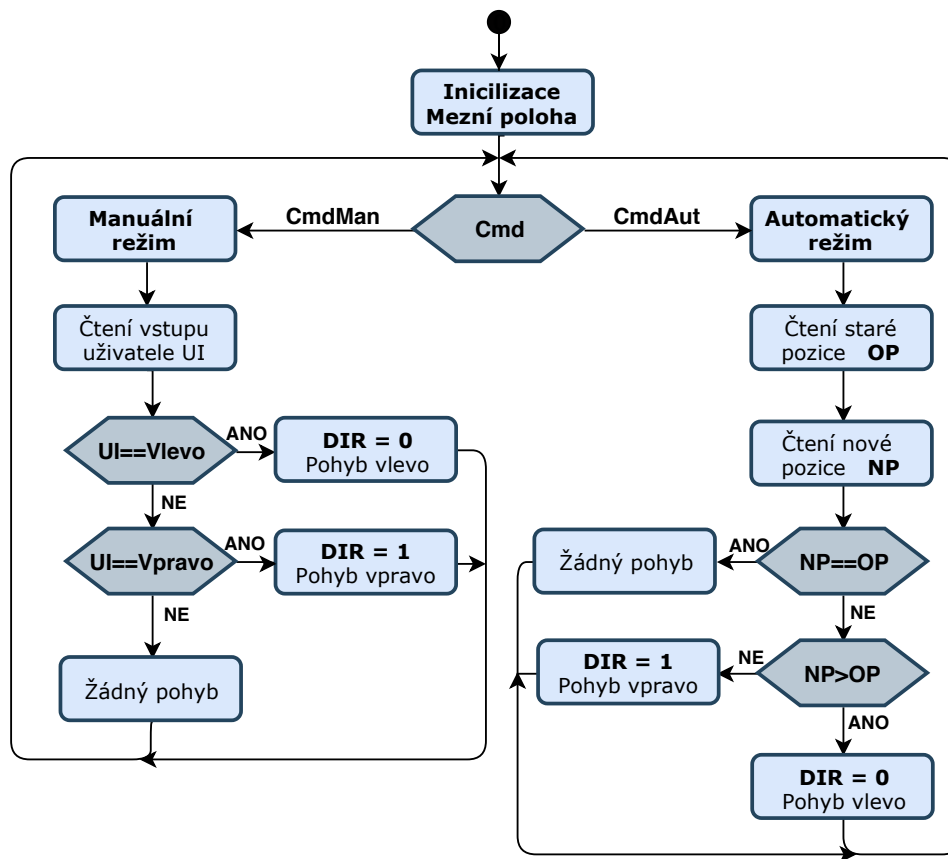 Inicilizace
Mezní poloha
CmdMan
Cmd
CmdAut
Manuální
režim
Čtení vstupu
uživatele UI
UI==Vlevo
ANO
DIR = 0
Pohyb vlevo
NE
UI==Vpravo
ANO
DIR = 1
Pohyb vpravo
NE
Žádný pohyb
Automatický
režim
Čtení staré
pozice OP
Čtení nové
pozice NP
NP==OP
ANO
Žádný pohyb
NE
NP>OP
NE
DIR = 1
Pohyb vpravo
ANO
DIR = 0
Pohyb vlevo